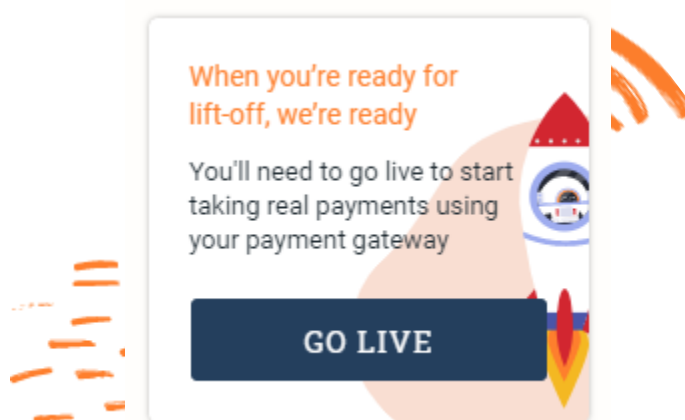 When you’re ready for
lift-off, we’re ready
You'll need to go live to start
taking real payments using
your payment gateway
GO LIVE